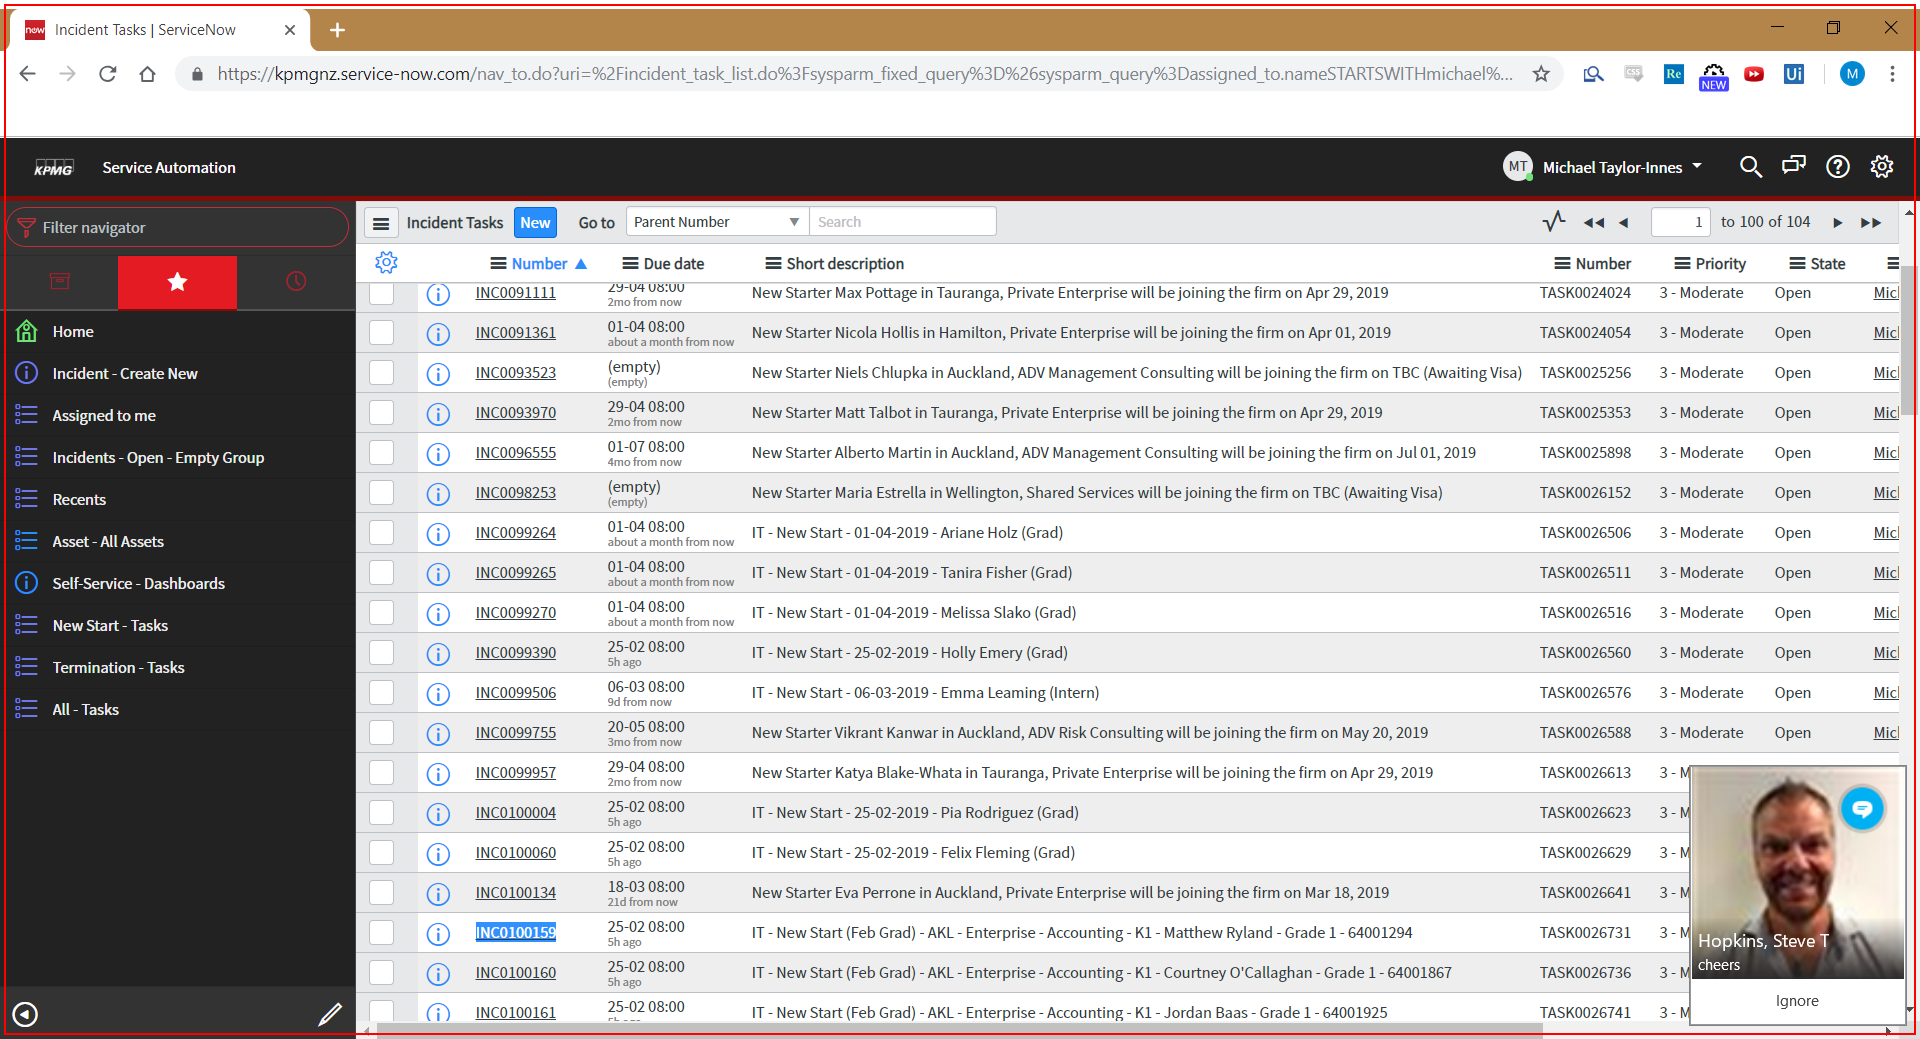 now Incident Tasks | ServiceNow
https://kpmgnz.service-now.com/nav_to.do?uri=%2Fincident_task_list.do%3Fsysparm_fixed_query%3D%26sysparm_query%3Dassigned_to.nameSTARTSWITHmichael%...
CSS Re NEW Ui M
KPMG Service Automation
MT Michael Taylor-Innes
Filter navigator
Home
Incident - Create New
Assigned to me
Incidents - Open - Empty Group
Recents
Asset - All Assets
Self-Service - Dashboards
New Start - Tasks
Termination - Tasks
All - Tasks
Incident Tasks New Go to Parent Number Search 1 to 100 of 104
Number Due date Short description Number Priority State
INC0091111 29-04 08:00 New Starter Max Pottage in Tauranga, Private Enterprise will be joining the firm on Apr 29, 2019 TASK0024024 3 - Moderate Open Mic
2mo from now
INC0091361 01-04 08:00 New Starter Nicola Hollis in Hamilton, Private Enterprise will be joining the firm on Apr 01, 2019 TASK0024054 3 - Moderate Open Mic
about a month from now
INC0093523 (empty) New Starter Niels Chlupka in Auckland, ADV Management Consulting will be joining the firm on TBC (Awaiting Visa) TASK0025256 3 - Moderate Open Mic
(empty)
INC0093970 29-04 08:00 New Starter Matt Talbot in Tauranga, Private Enterprise will be joining the firm on Apr 29, 2019 TASK0025353 3 - Moderate Open Mic
2mo from now
INC0096555 01-07 08:00 New Starter Alberto Martin in Auckland, ADV Management Consulting will be joining the firm on Jul 01, 2019 TASK0025898 3 - Moderate Open Mic
4mo from now
INC0098253 (empty) New Starter Maria Estrella in Wellington, Shared Services will be joining the firm on TBC (Awaiting Visa) TASK0026152 3 - Moderate Open Mic
(empty)
INC0099264 01-04 08:00 IT - New Start - 01-04-2019 - Ariane Holz (Grad) TASK0026506 3 - Moderate Open Mic
about a month from now
INC0099265 01-04 08:00 IT - New Start - 01-04-2019 - Tanira Fisher (Grad) TASK0026511 3 - Moderate Open Mic
about a month from now
INC0099270 01-04 08:00 IT - New Start - 01-04-2019 - Melissa Slako (Grad) TASK0026516 3 - Moderate Open Mic
about a month from now
INC0099390 25-02 08:00 IT - New Start - 25-02-2019 - Holly Emery (Grad) TASK0026560 3 - Moderate Open Mic
5h ago
INC0099506 06-03 08:00 IT - New Start - 06-03-2019 - Emma Leaming (Intern) TASK0026576 3 - Moderate Open Mic
9d from now
INC0099755 20-05 08:00 New Starter Vikrant Kanwar in Auckland, ADV Risk Consulting will be joining the firm on May 20, 2019 TASK0026588 3 - Moderate Open Mic
3mo from now
INC0099957 29-04 08:00 New Starter Katya Blake-Whata in Tauranga, Private Enterprise will be joining the firm on Apr 29, 2019 TASK0026613 3 - M
2mo from now
INC0100004 25-02 08:00 IT - New Start - 25-02-2019 - Pia Rodriguez (Grad) TASK0026623 3 - M
5h ago
INC0100060 25-02 08:00 IT - New Start - 25-02-2019 - Felix Fleming (Grad) TASK0026629 3 - M
5h ago
INC0100134 18-03 08:00 New Starter Eva Perrone in Auckland, Private Enterprise will be joining the firm on Mar 18, 2019 TASK0026641 3 - M
21d from now
INC0100159 25-02 08:00 IT - New Start (Feb Grad) - AKL - Enterprise - Accounting - K1 - Matthew Ryland - Grade 1 - 64001294 TASK0026731 3 - M
5h ago
INC0100160 25-02 08:00 IT - New Start (Feb Grad) - AKL - Enterprise - Accounting - K1 - Courtney O'Callaghan - Grade 1 - 64001867 TASK0026736 3 - M
5h ago
INC0100161 25-02 08:00 IT - New Start (Feb Grad) - AKL - Enterprise - Accounting - K1 - Jordan Baas - Grade 1 - 64001925 TASK0026741 3 - M
Hopkins, Steve T
cheers
Ignore